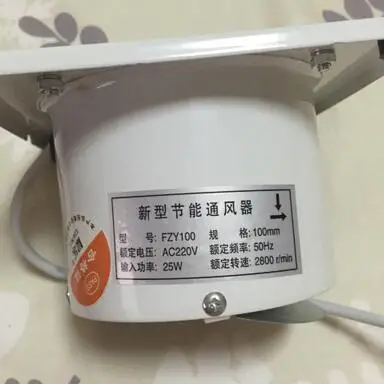 新型节能通风器
型 号: FZY100 规 格: 100mm
额定电压: AC220V 额定频率: 50Hz
输入功率: 25W 额定转速: 2800 r/min